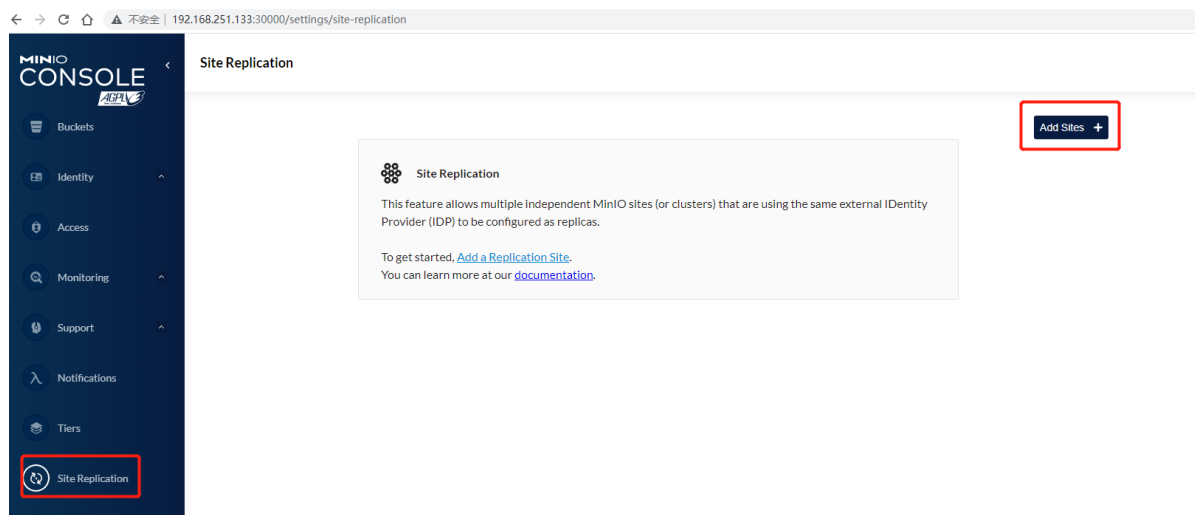 不安全 | 192.168.251.133:30000/settings/site-replication
MINIO
CONSOLE
AGPLv3
Site Replication
Add Sites +
Buckets
Identity
Access
Monitoring
Support
Notifications
Tiers
Site Replication
Site Replication
This feature allows multiple independent MinIO sites (or clusters) that are using the same external IDentity
Provider (IDP) to be configured as replicas.
To get started, Add a Replication Site.
You can learn more at our documentation.